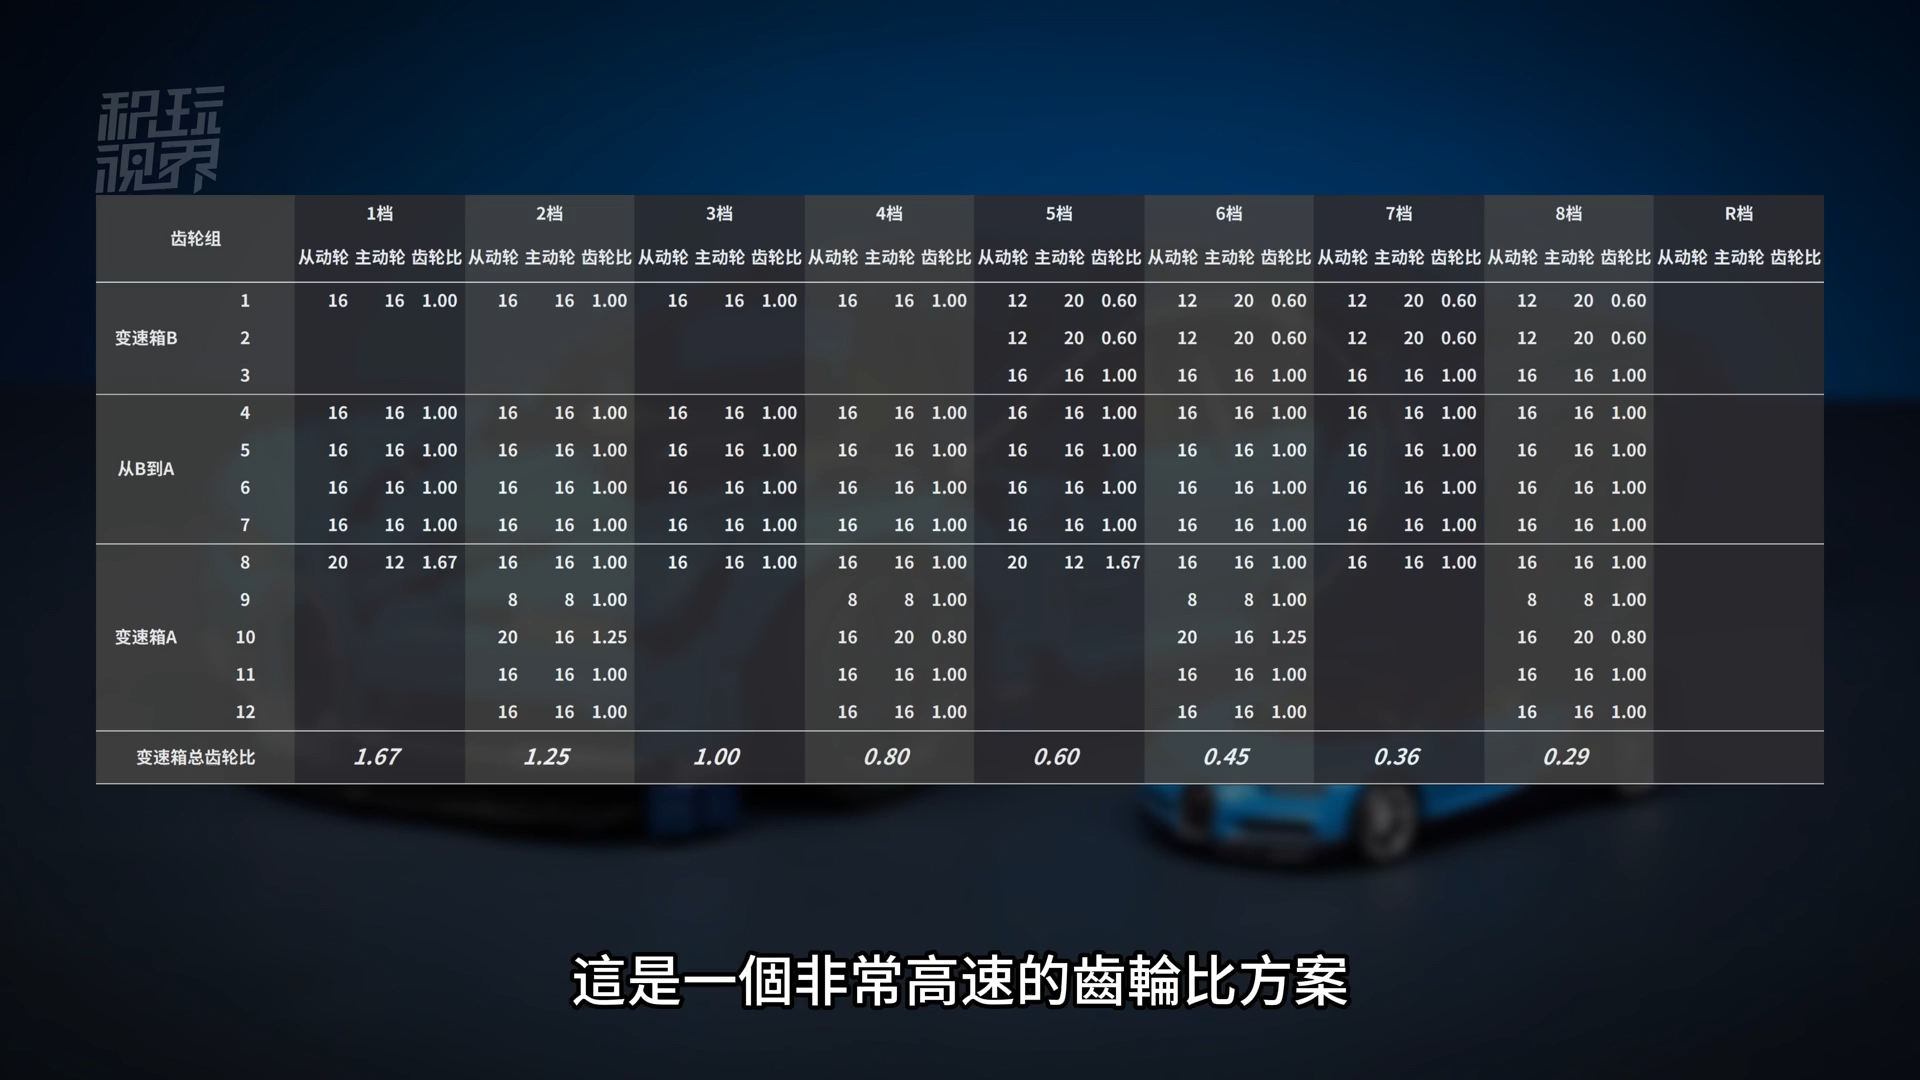 积玩
视界
齿轮组 1档 2档 3档 4档 5档 6档 7档 8档 R档
从动轮 主动轮 齿轮比 从动轮 主动轮 齿轮比 从动轮 主动轮 齿轮比 从动轮 主动轮 齿轮比 从动轮 主动轮 齿轮比 从动轮 主动轮 齿轮比 从动轮 主动轮 齿轮比 从动轮 主动轮 齿轮比 从动轮 主动轮 齿轮比
1 16 16 1.00 16 16 1.00 16 16 1.00 16 16 1.00 12 20 0.60 12 20 0.60 12 20 0.60 12 20 0.60
变速箱B 2 12 20 0.60 12 20 0.60 12 20 0.60 12 20 0.60
3 16 16 1.00 16 16 1.00 16 16 1.00 16 16 1.00
4 16 16 1.00 16 16 1.00 16 16 1.00 16 16 1.00 16 16 1.00 16 16 1.00 16 16 1.00 16 16 1.00
从B到A 5 16 16 1.00 16 16 1.00 16 16 1.00 16 16 1.00 16 16 1.00 16 16 1.00 16 16 1.00 16 16 1.00
6 16 16 1.00 16 16 1.00 16 16 1.00 16 16 1.00 16 16 1.00 16 16 1.00 16 16 1.00 16 16 1.00
7 16 16 1.00 16 16 1.00 16 16 1.00 16 16 1.00 16 16 1.00 16 16 1.00 16 16 1.00 16 16 1.00
8 20 12 1.67 16 16 1.00 16 16 1.00 16 16 1.00 20 12 1.67 16 16 1.00 16 16 1.00 16 16 1.00
9 8 8 1.00 8 8 1.00 8 8 1.00 8 8 1.00
变速箱A 10 20 16 1.25 16 20 0.80 20 16 1.25 16 20 0.80
11 16 16 1.00 16 16 1.00 16 16 1.00 16 16 1.00
12 16 16 1.00 16 16 1.00 16 16 1.00 16 16 1.00
变速箱总齿轮比 1.67 1.25 1.00 0.80 0.60 0.45 0.36 0.29
這是一個非常高速的齒輪比方案